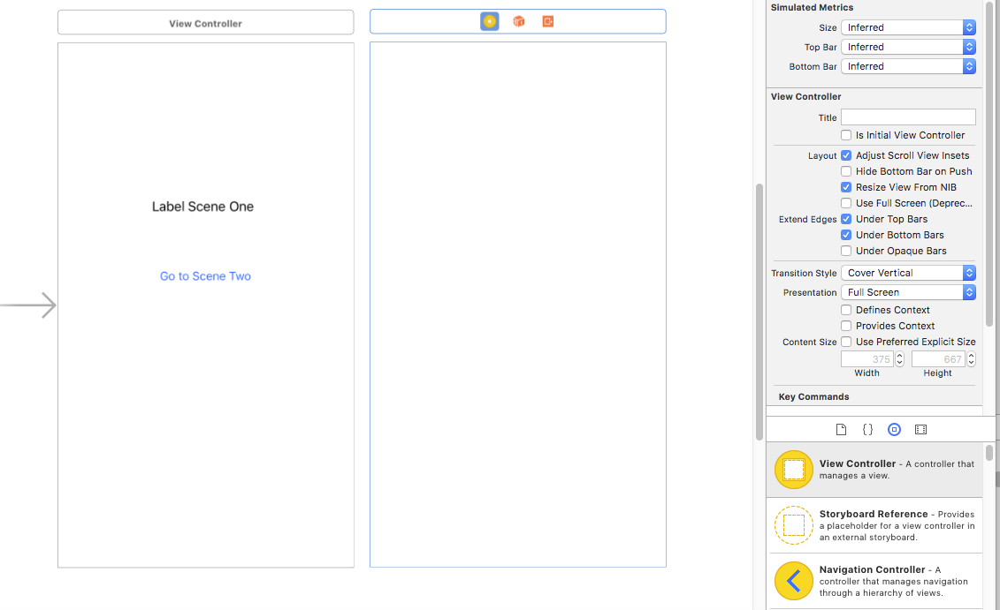 View Controller
Label Scene One
Go to Scene Two
Simulated Metrics
Size Inferred
Top Bar Inferred
Bottom Bar Inferred
View Controller
Title
Is Initial View Controller
Layout Adjust Scroll View Insets
Hide Bottom Bar on Push
Resize View From NIB
Use Full Screen (Deprec...
Extend Edges Under Top Bars
Under Bottom Bars
Under Opaque Bars
Transition Style Cover Vertical
Presentation Full Screen
Defines Context
Provides Context
Content Size Use Preferred Explicit Size
375 667
Width Height
Key Commands
{}
View Controller - A controller that
manages a view.
Storyboard Reference - Provides
a placeholder for a view controller in
an external storyboard.
Navigation Controller - A
controller that manages navigation
through a hierarchy of views.